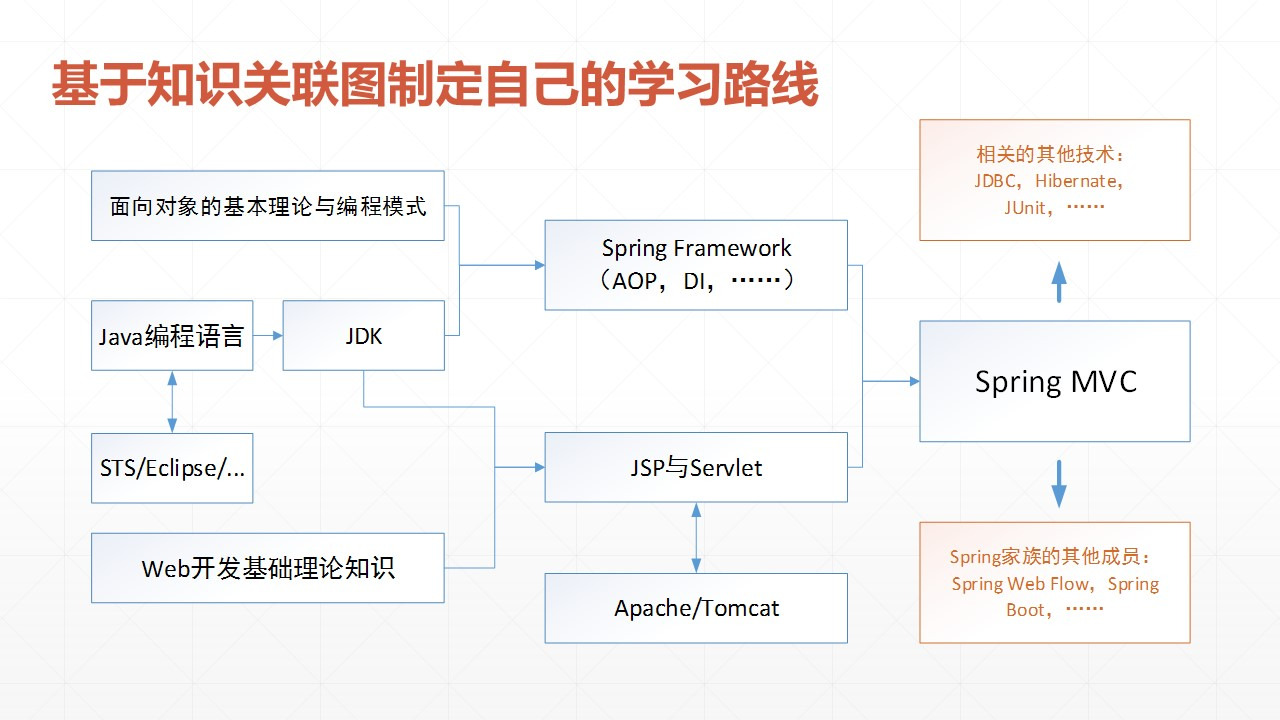 基于知识关联图制定自己的学习路线
面向对象的基本理论与编程模式
Java编程语言
JDK
STS/Eclipse/...
Web开发基础理论知识
Spring Framework
（AOP，DI，……）
JSP与Servlet
Apache/Tomcat
相关的其他技术：
JDBC，Hibernate，
JUnit，……
Spring MVC
Spring家族的其他成员：
Spring Web Flow，Spring
Boot，……